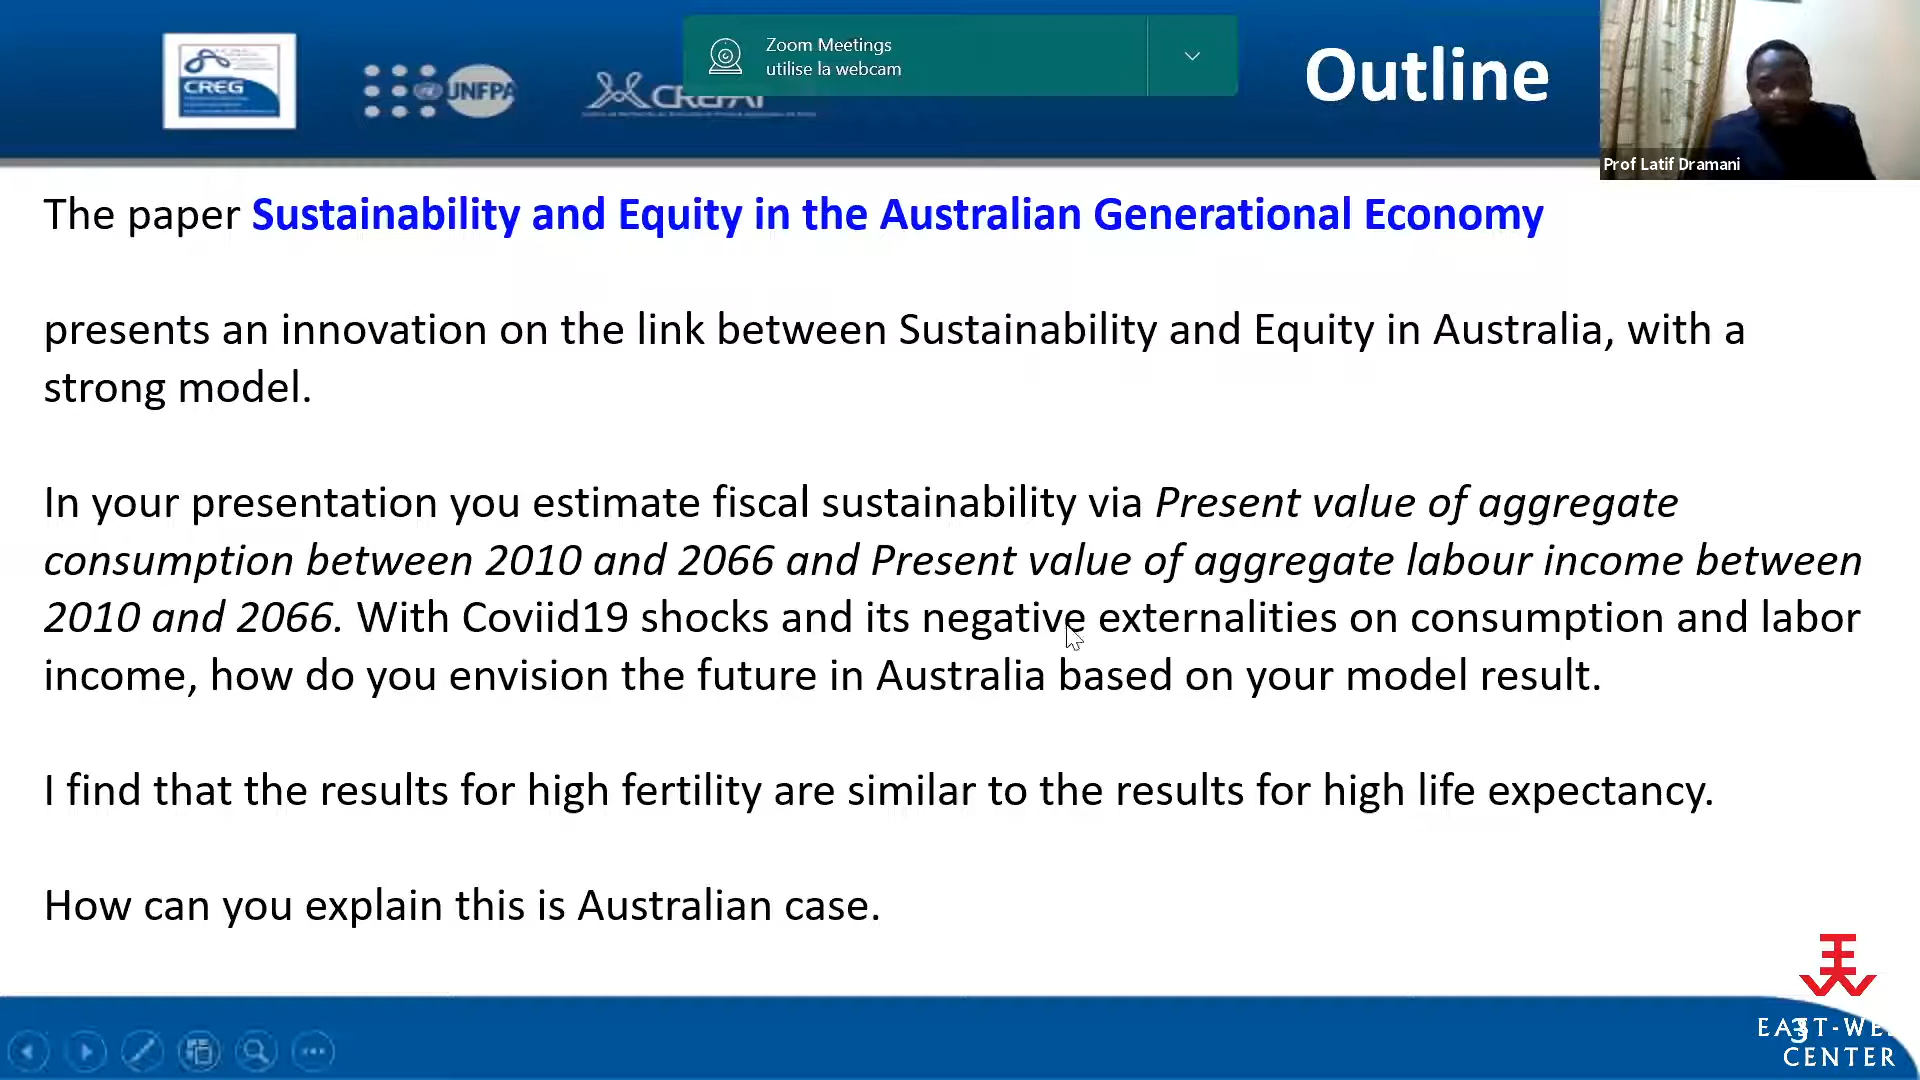 CREG
UNFPA
Zoom Meetings
utilise la webcam
Outline
Prof Latif Dramani
The paper Sustainability and Equity in the Australian Generational Economy
presents an innovation on the link between Sustainability and Equity in Australia, with a
strong model.
In your presentation you estimate fiscal sustainability via Present value of aggregate
consumption between 2010 and 2066 and Present value of aggregate labour income between
2010 and 2066. With Coviid19 shocks and its negative externalities on consumption and labor
income, how do you envision the future in Australia based on your model result.
I find that the results for high fertility are similar to the results for high life expectancy.
How can you explain this is Australian case.
3
EAST-WE
CENTER